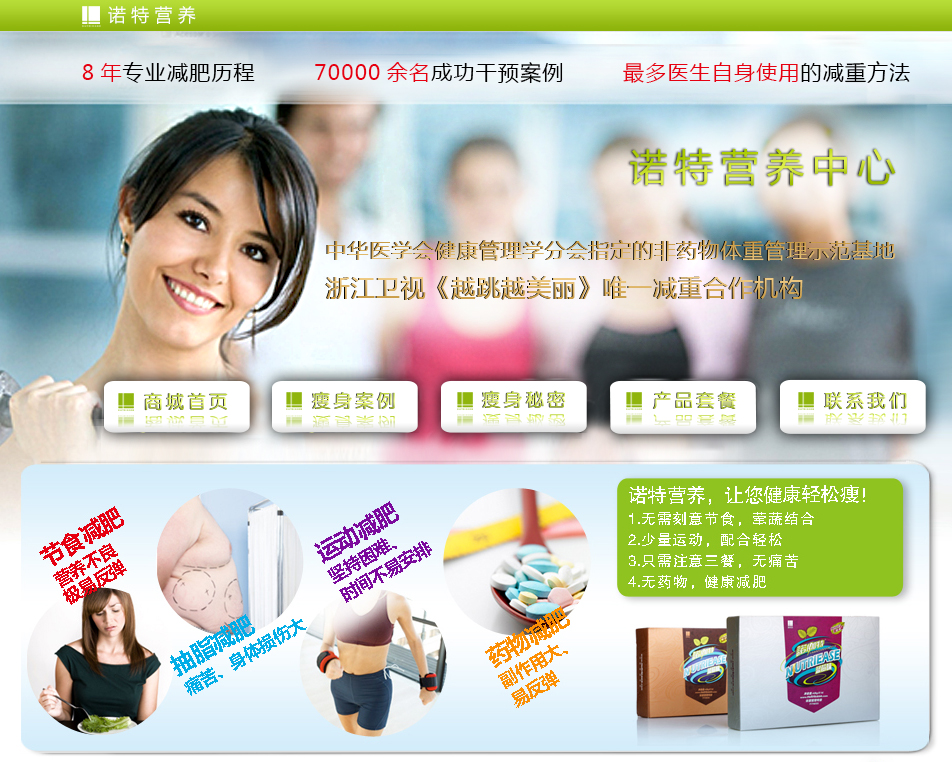 诺特营养
8 年专业减肥历程 70000 余名成功干预案例 最多医生自身使用的减重方法
诺特营养中心
中华医学会健康管理学分会指定的非药物体重管理示范基地
浙江卫视《越跳越美丽》唯一减重合作机构
商城首页 瘦身案例 瘦身秘密 产品套餐 联系我们
节食减肥
营养不良
极易反弹
抽脂减肥
痛苦、身体损伤大
运动减肥
坚持困难、
时间不易安排
药物减肥
副作用大、
易反弹
诺特营养，让您健康轻松瘦！
1.无需刻意节食，荤蔬结合
2.少量运动，配合轻松
3.只需注意三餐，无痛苦
4.无药物，健康减肥
NUTRIEASE
NUTRIEASE